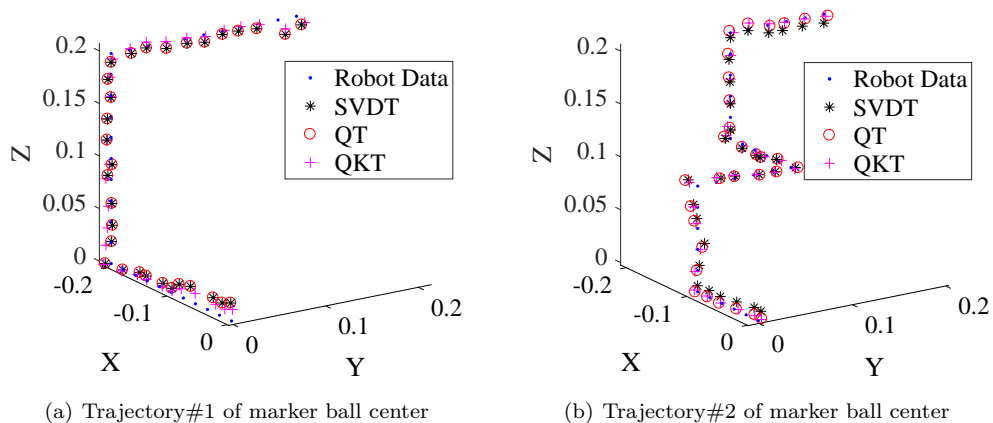 0.2
0.15
0.1
0.05
0
Z
-0.2
-0.1
0
X
0
0.1
0.2
Y
Robot Data
SVDT
QT
QKT
(a) Trajectory#1 of marker ball center
0.2
0.15
0.1
0.05
0
Z
-0.2
-0.1
0
X
0
0.1
0.2
Y
Robot Data
SVDT
QT
QKT
(b) Trajectory#2 of marker ball center